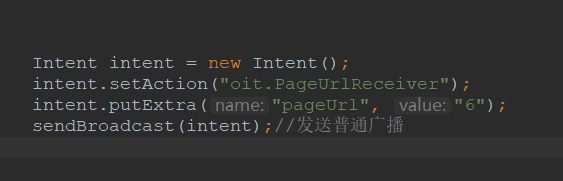 Intent intent = new Intent();
intent.setAction("oit.PageUrlReceiver");
intent.putExtra( name: "pageUrl", value: "6");
sendBroadcast(intent);//发送普通广播